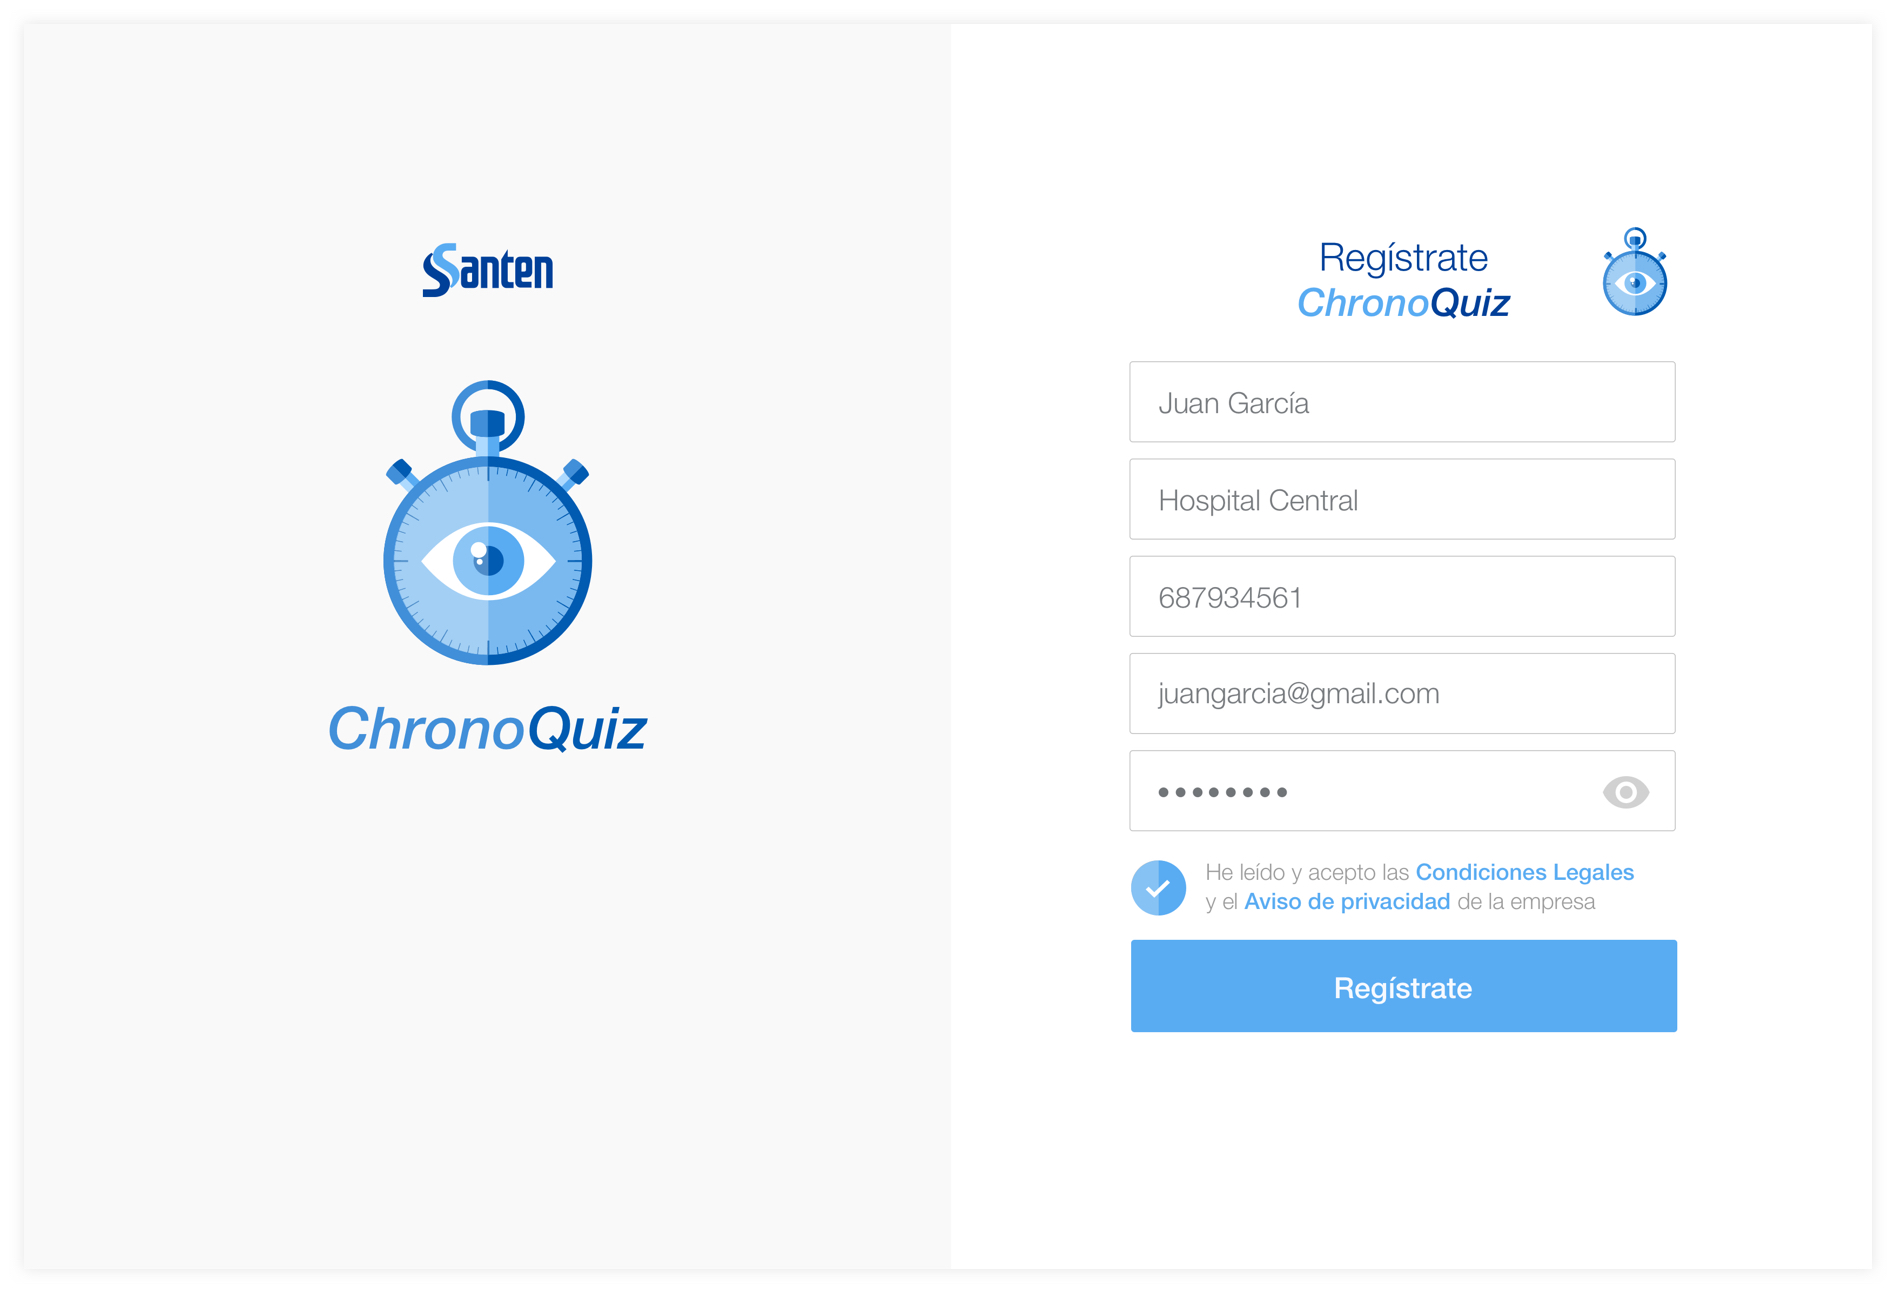 Santen
ChronoQuiz
Regístrate
ChronoQuiz
Juan García
Hospital Central
687934561
juangarcia@gmail.com
••••••••
He leído y acepto las Condiciones Legales
y el Aviso de privacidad de la empresa
Regístrate